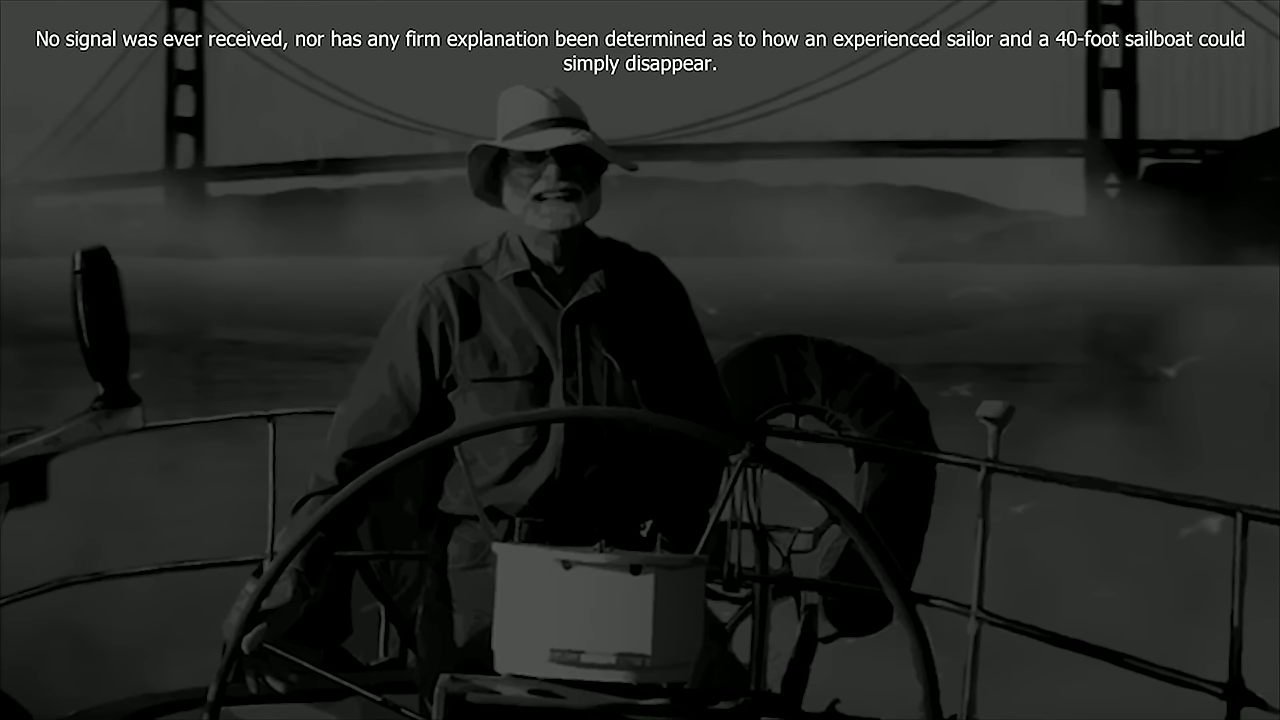 No signal was ever received, nor has any firm explanation been determined as to how an experienced sailor and a 40-foot sailboat could
simply disappear.